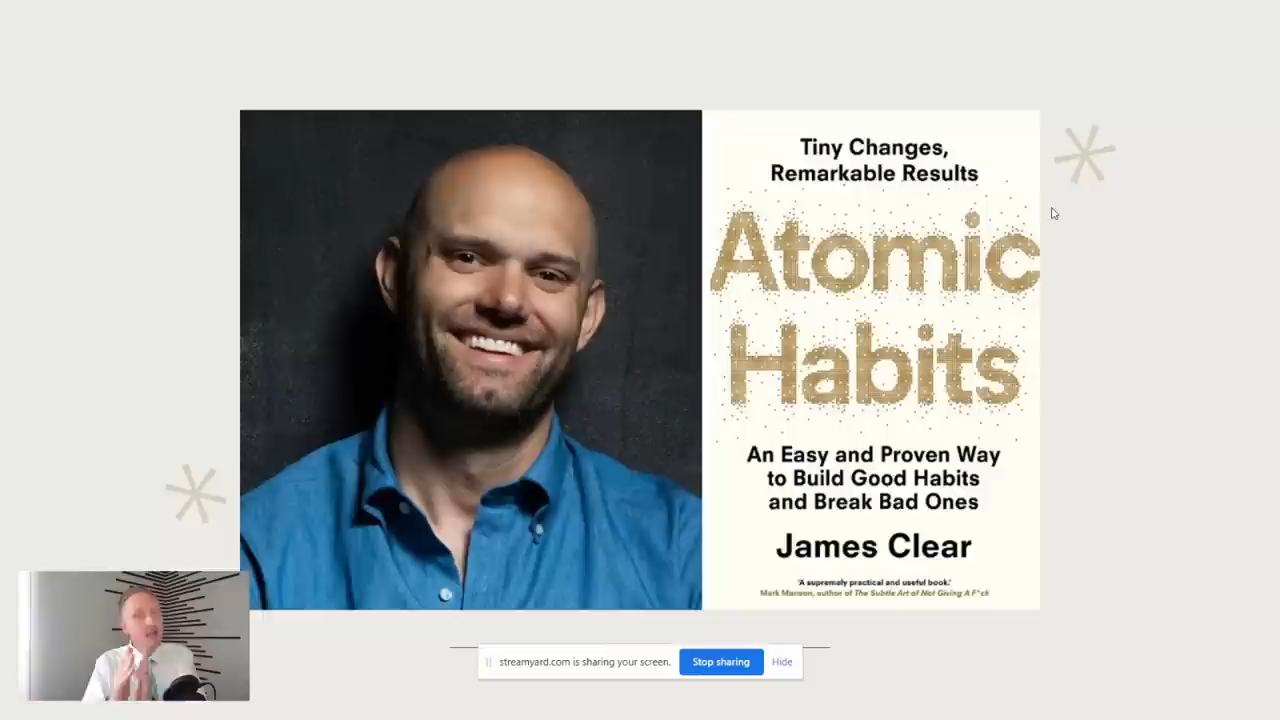 Tiny Changes,
Remarkable Results
Atomic
Habits
An Easy and Proven Way
to Build Good Habits
and Break Bad Ones
James Clear
'A supremely practical and useful book.'
Mark Manson, author of The Subtle Art of Not Giving A F*ck
streamyard.com is sharing your screen.
Stop sharing
Hide